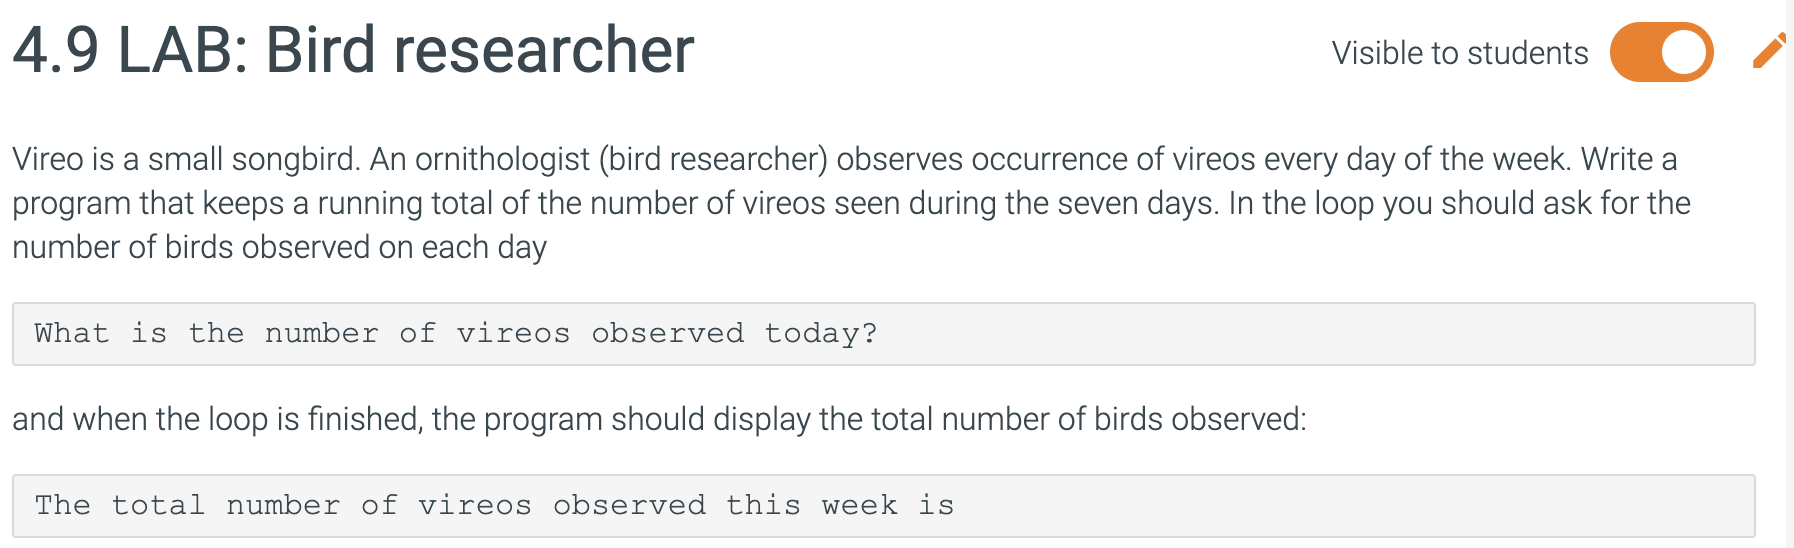 4.9 LAB: Bird researcher
Visible to students
Vireo is a small songbird. An ornithologist (bird researcher) observes occurrence of vireos every day of the week. Write a
program that keeps a running total of the number of vireos seen during the seven days. In the loop you should ask for the
number of birds observed on each day
What is the number of vireos observed today?
and when the loop is finished, the program should display the total number of birds observed:
The total number of vireos observed this week is